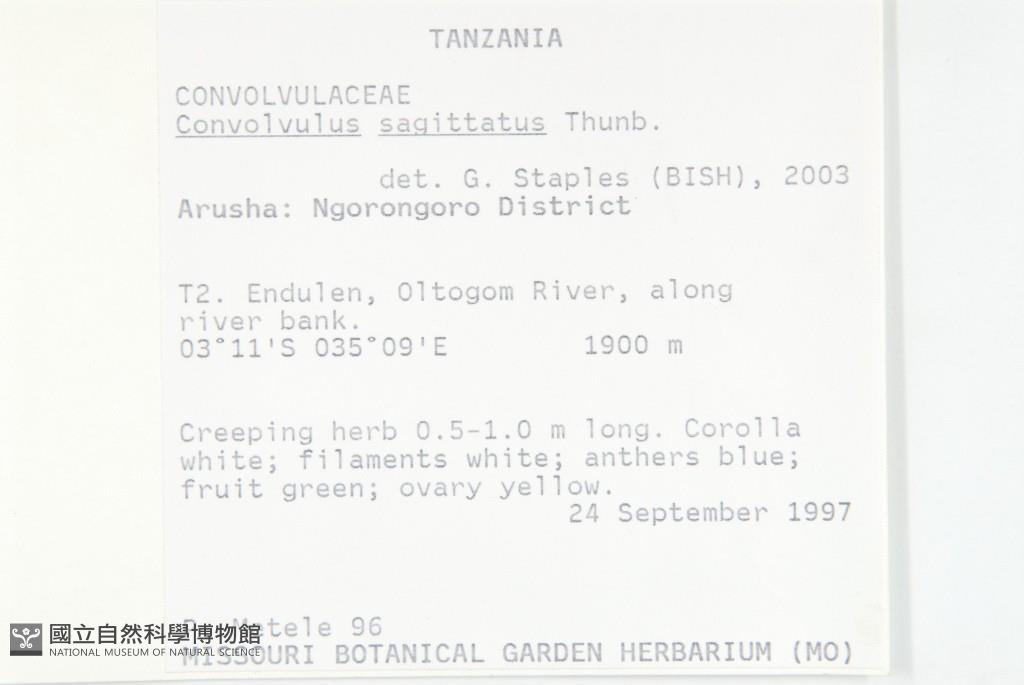 TANZANIA
CONVOLVULACEAE
Convolvulus sagittatus Thunb.
det. G. Staples (BISH), 2003
Arusha: Ngorongoro District
T2. Endulen, Oltogom River, along
river bank.
03°11'S 035°09'E 1900 m
Creeping herb 0.5-1.0 m long. Corolla
white; filaments white; anthers blue;
fruit green; ovary yellow.
24 September 1997
Metele 96
MISSOURI BOTANICAL GARDEN HERBARIUM (MO)
國立自然科學博物館
NATIONAL MUSEUM OF NATURAL SCIENCE